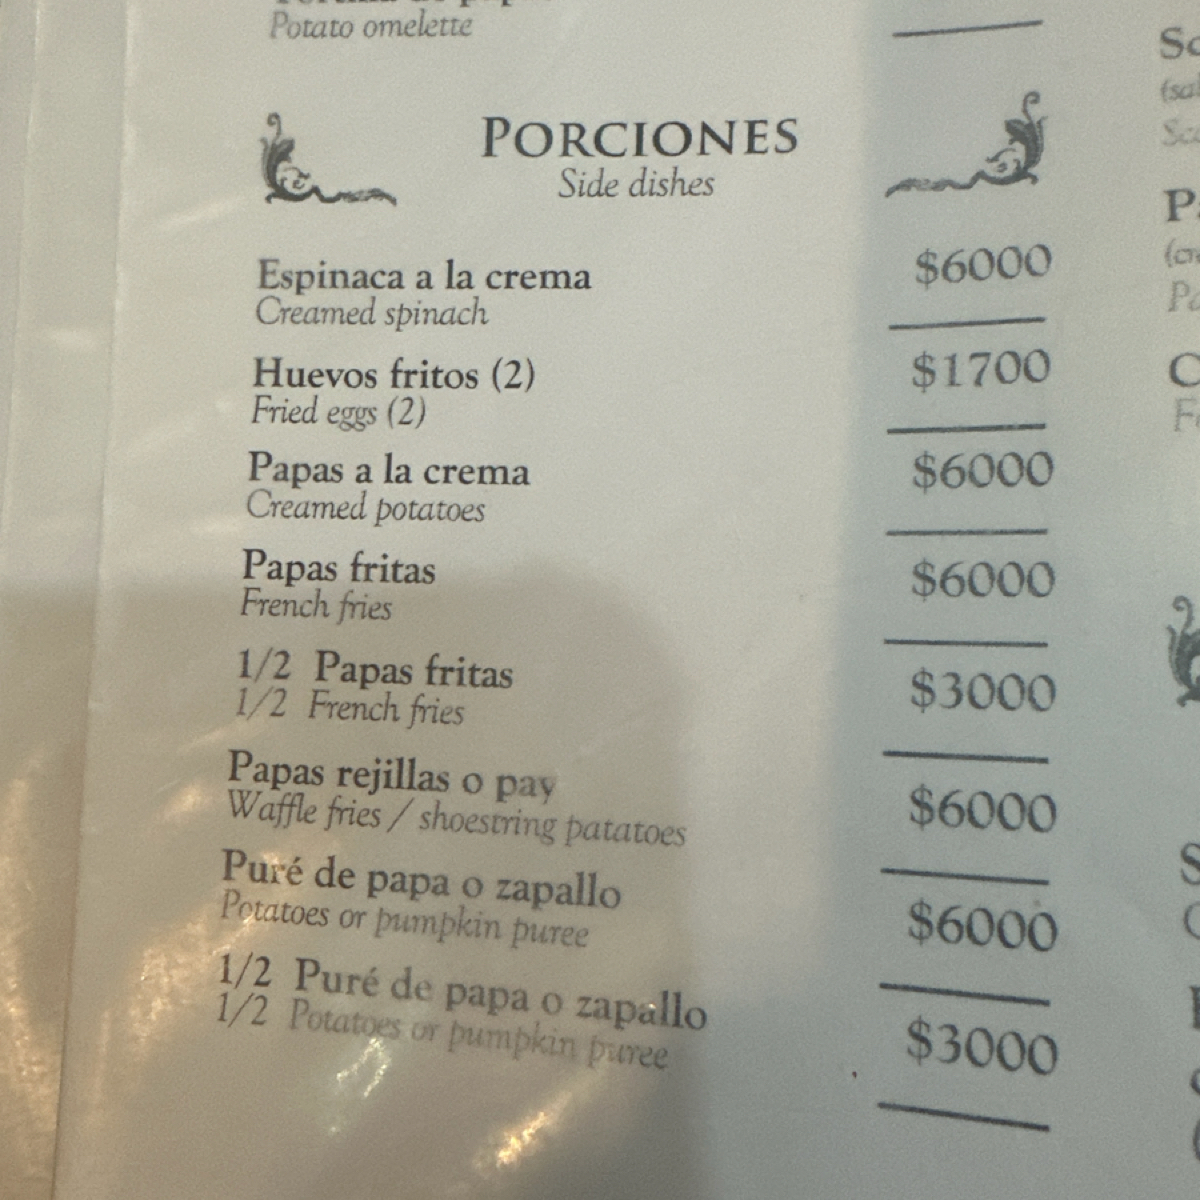 Potato omelette
PORCIONES
Side dishes
Espinaca a la crema $6000
Creamed spinach
Huevos fritos (2) $1700
Fried eggs (2)
Papas a la crema $6000
Creamed potatoes
Papas fritas $6000
French fries
1/2 Papas fritas $3000
1/2 French fries
Papas rejillas o pay $6000
Waffle fries / shoestring patatoes
Puré de papa o zapallo $6000
Potatoes or pumpkin puree
1/2 Puré de papa o zapallo $3000
1/2 Potatoes or pumpkin puree